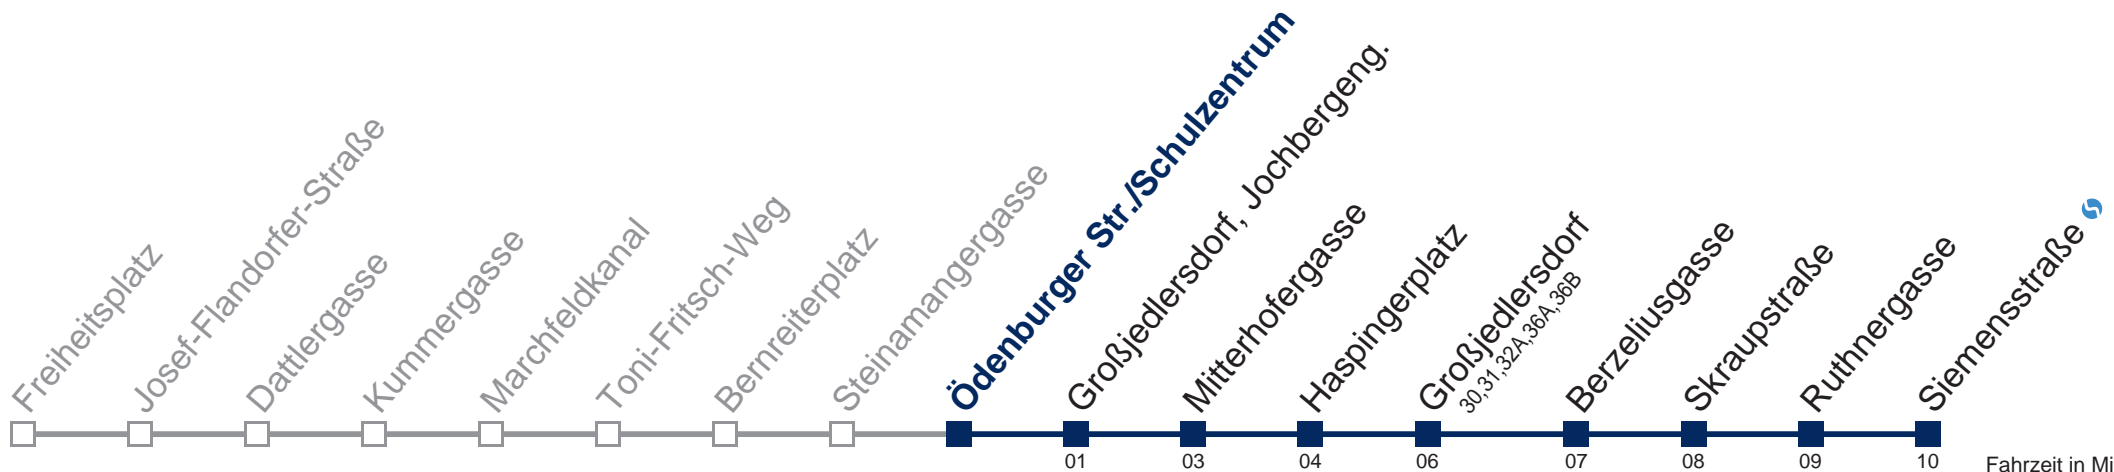 Freiheitsplatz
Josef-Flandorfer-Straße
Dattlergasse
Kummergasse
Marchfeldkanal
Toni-Fritsch-Weg
Bernreiterplatz
Steinamangergasse
Ödenburger Str./Schulzentrum
Großjedlersdorf, Jochbergeng.
Mitterhofergasse
Haspingerplatz
Großjedlersdorf
30,31,32A,36A,36B
Berzeliusgasse
Skraupstraße
Ruthnergasse
Siemensstraße
01 03 04 06 07 08 09 10 Fahrzeit in Mi